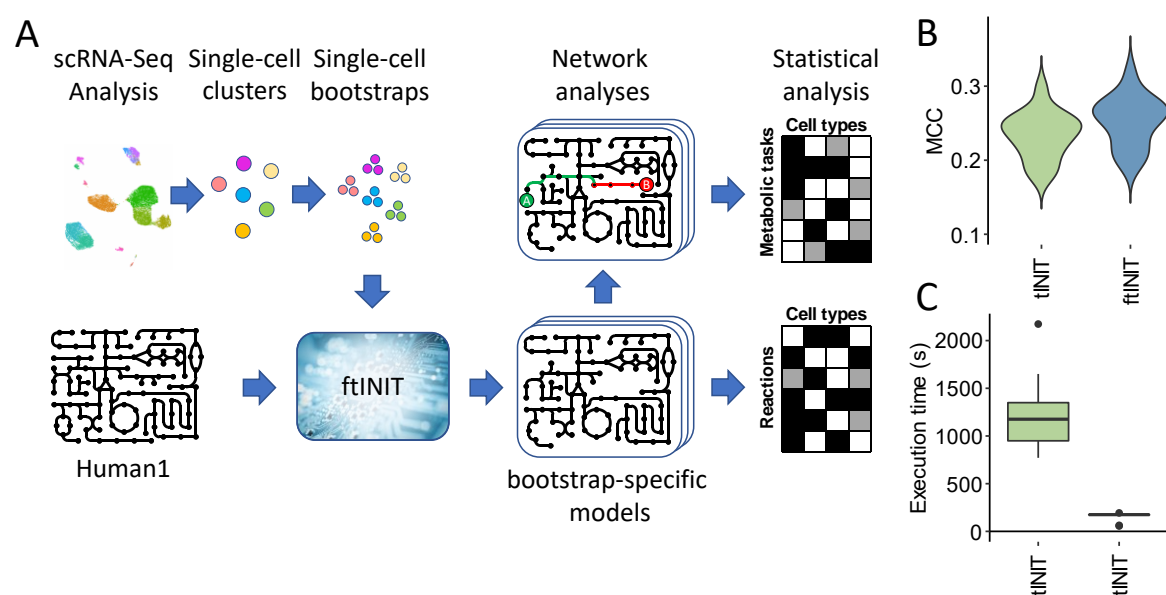 A
scRNA-Seq
Analysis
Single-cell
clusters
Single-cell
bootstraps
Network
analyses
Statistical
analysis
Cell types
Metabolic tasks
A
B
Human1
ftINIT
bootstrap-specific
models
Cell types
Reactions
B
MCC
0.3
0.2
0.1
tINIT
ftINIT
C
Execution time (s)
2000
1500
1000
500
0
tINIT
tINIT